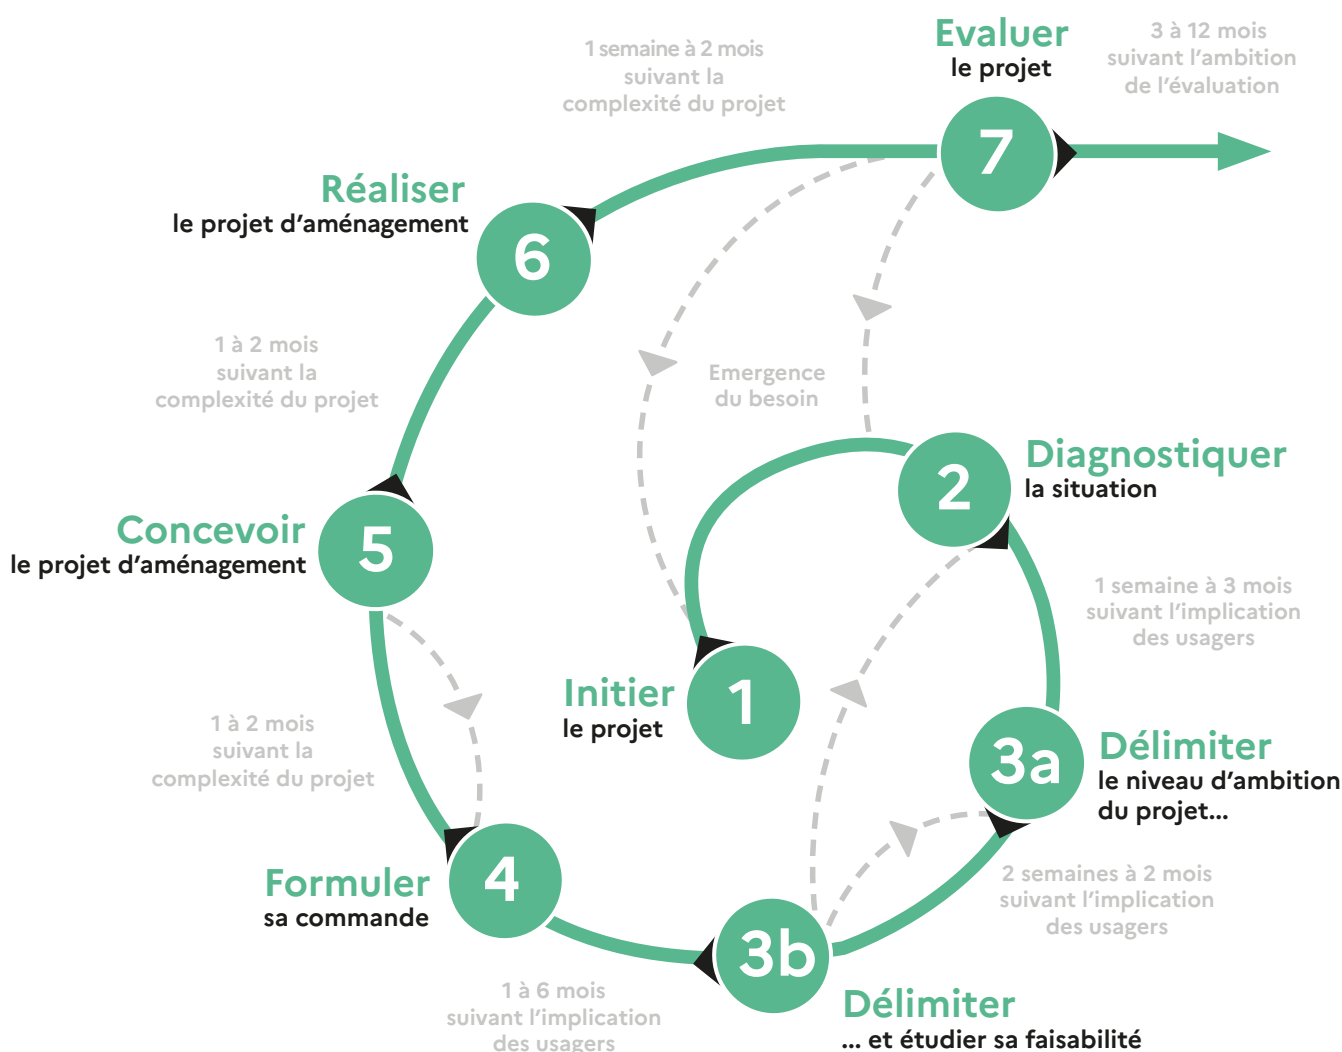 1 semaine à 2 mois
suivant la
complexité du projet
Evaluer
le projet
3 à 12 mois
suivant l'ambition
de l'évaluation
7
Réaliser
le projet d'aménagement
6
1 à 2 mois
suivant la
complexité du projet
Emergence
du besoin
2
Diagnostiquer
la situation
Concevoir
le projet d'aménagement
5
1 semaine à 3 mois
suivant l'implication
des usagers
Initier
le projet
1
1 à 2 mois
suivant la
complexité du projet
3a
Délimiter
le niveau d'ambition
du projet...
Formuler
sa commande
4
2 semaines à 2 mois
suivant l'implication
des usagers
3b
1 à 6 mois
suivant l'implication
des usagers
Délimiter
... et étudier sa faisabilité